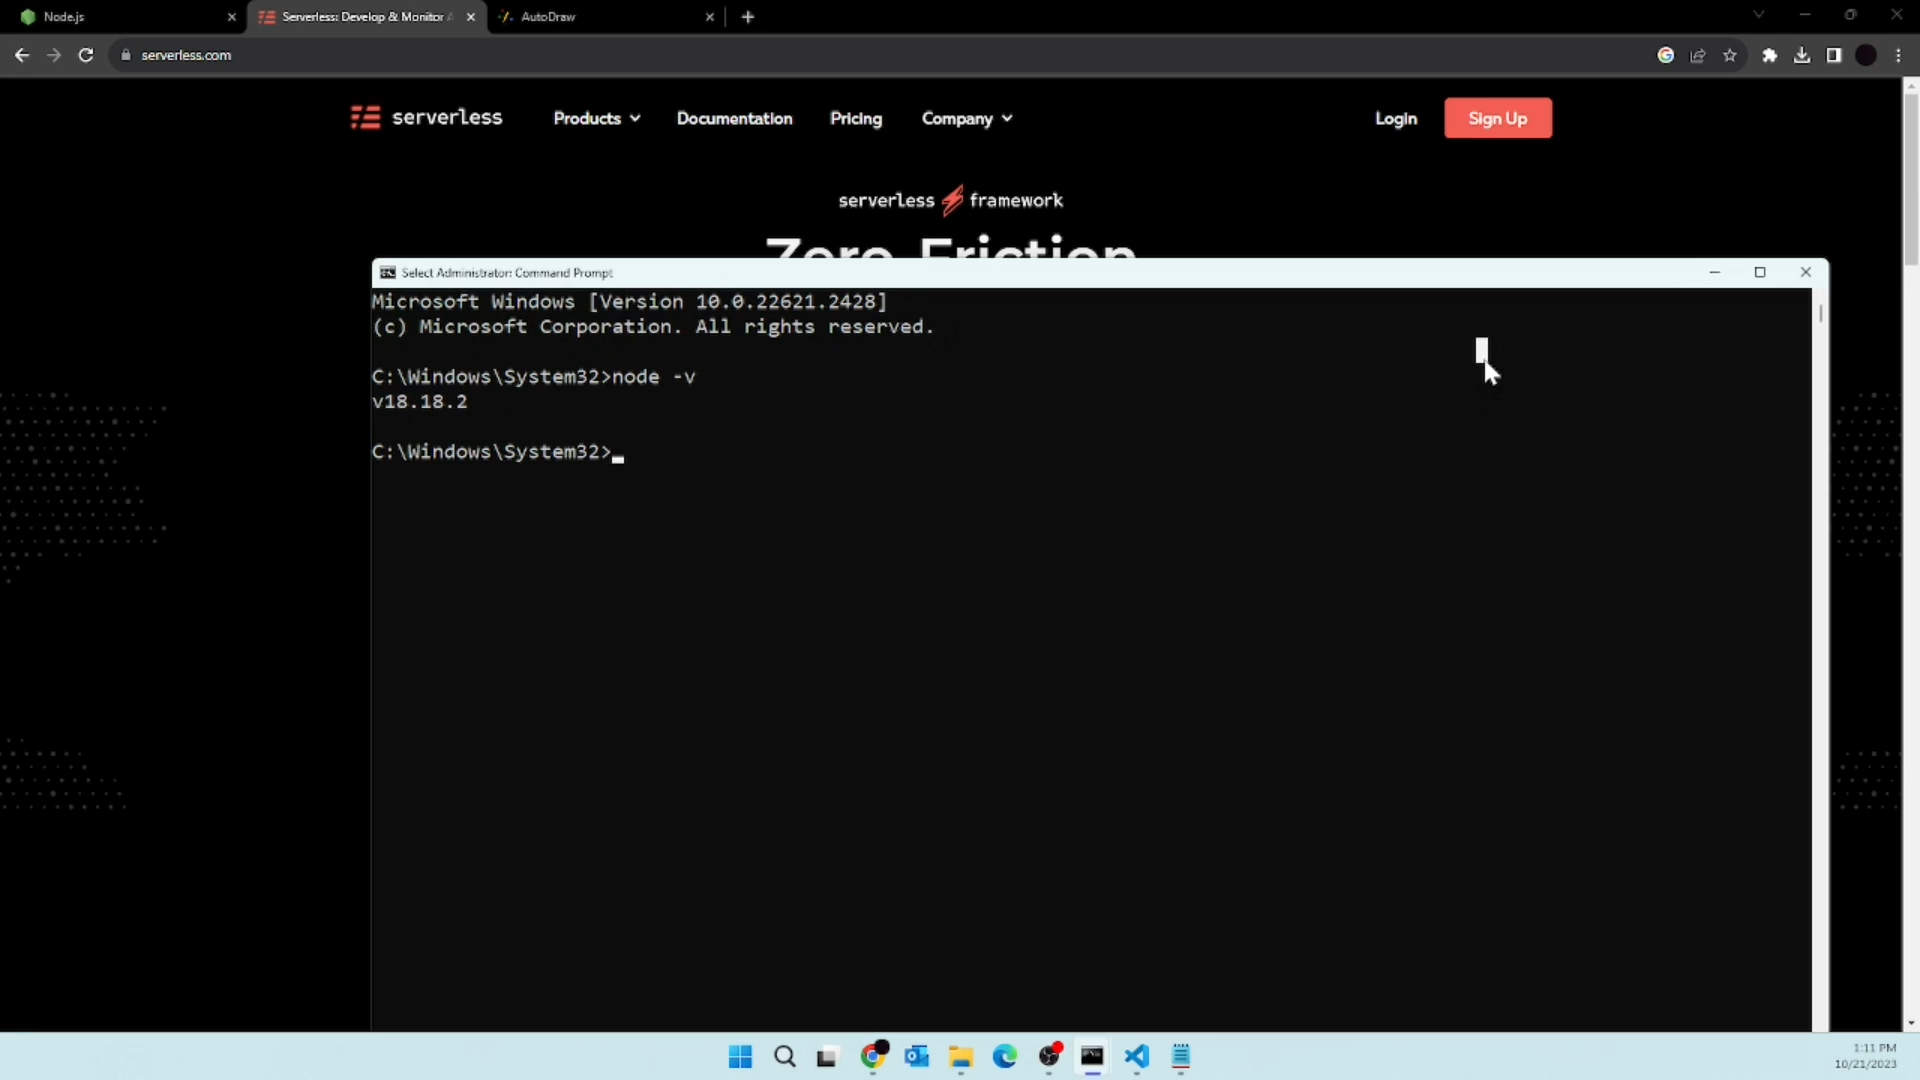 Node.js
Serverless: Develop & Monitor A
AutoDraw
serverless.com
serverless
Products
Documentation
Pricing
Company
Login
Sign Up
serverless framework
Zero-Friction
Select Administrator: Command Prompt
Microsoft Windows [Version 10.0.22621.2428]
(c) Microsoft Corporation. All rights reserved.
C:\Windows\System32>node -v
v18.18.2
C:\Windows\System32>
1:11 PM
10/21/2023